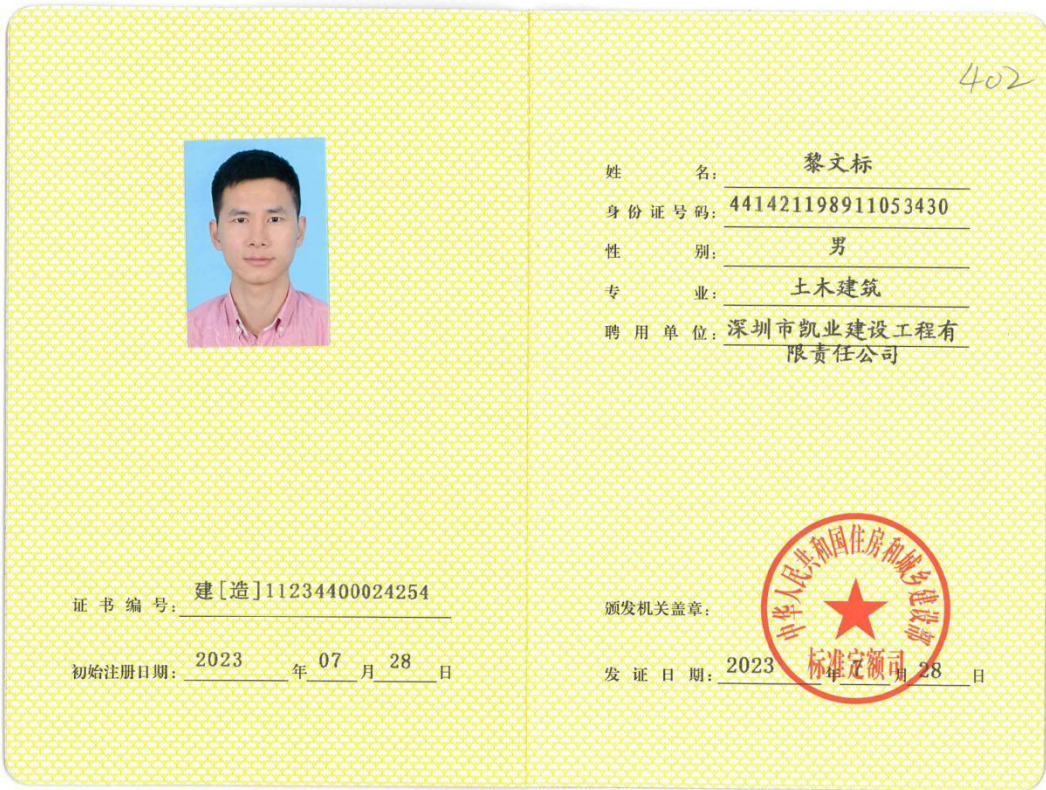 402
姓 名: 黎文标
身份证号码: 441421198911053430
性 别: 男
专 业: 土木建筑
聘用单位: 深圳市凯业建设工程有
限责任公司
证书编号: 建[造]11234400024254
初始注册日期: 2023 年 07 月 28 日
颁发机关盖章:
中华人民共和国住房和城乡建设部
标准定额司
发证日期: 2023 年 7 月 28 日